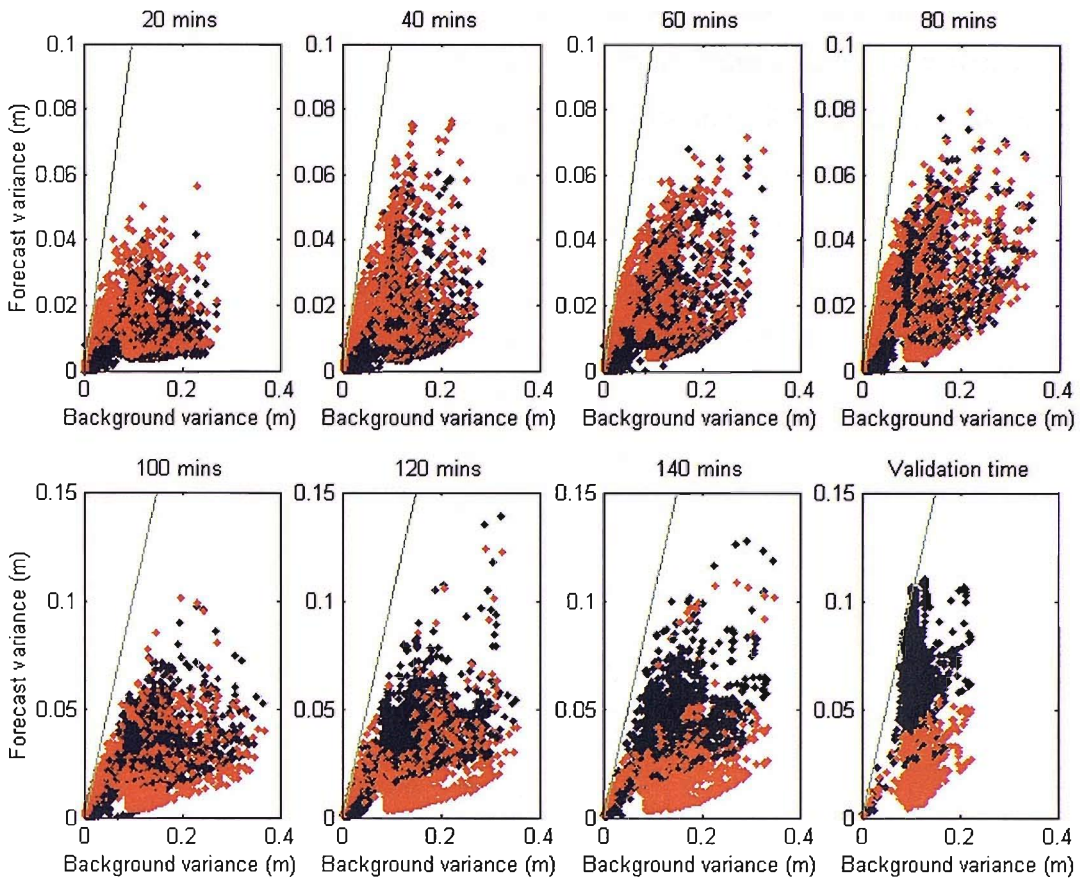 20 mins 40 mins 60 mins 80 mins
0.1 0.1 0.1 0.1
0.08 0.08 0.08 0.08
0.06 0.06 0.06 0.06
0.04 0.04 0.04 0.04
0.02 0.02 0.02 0.02
0 0 0 0
Forecast variance (m)
0 0.2 0.4 0 0.2 0.4 0 0.2 0.4 0 0.2 0.4
Background variance (m) Background variance (m) Background variance (m) Background variance (m)
100 mins 120 mins 140 mins Validation time
0.15 0.15 0.15 0.15
0.1 0.1 0.1 0.1
0.05 0.05 0.05 0.05
0 0 0 0
Forecast variance (m)
0 0.2 0.4 0 0.2 0.4 0 0.2 0.4 0 0.2 0.4
Background variance (m) Background variance (m) Background variance (m) Background variance (m)